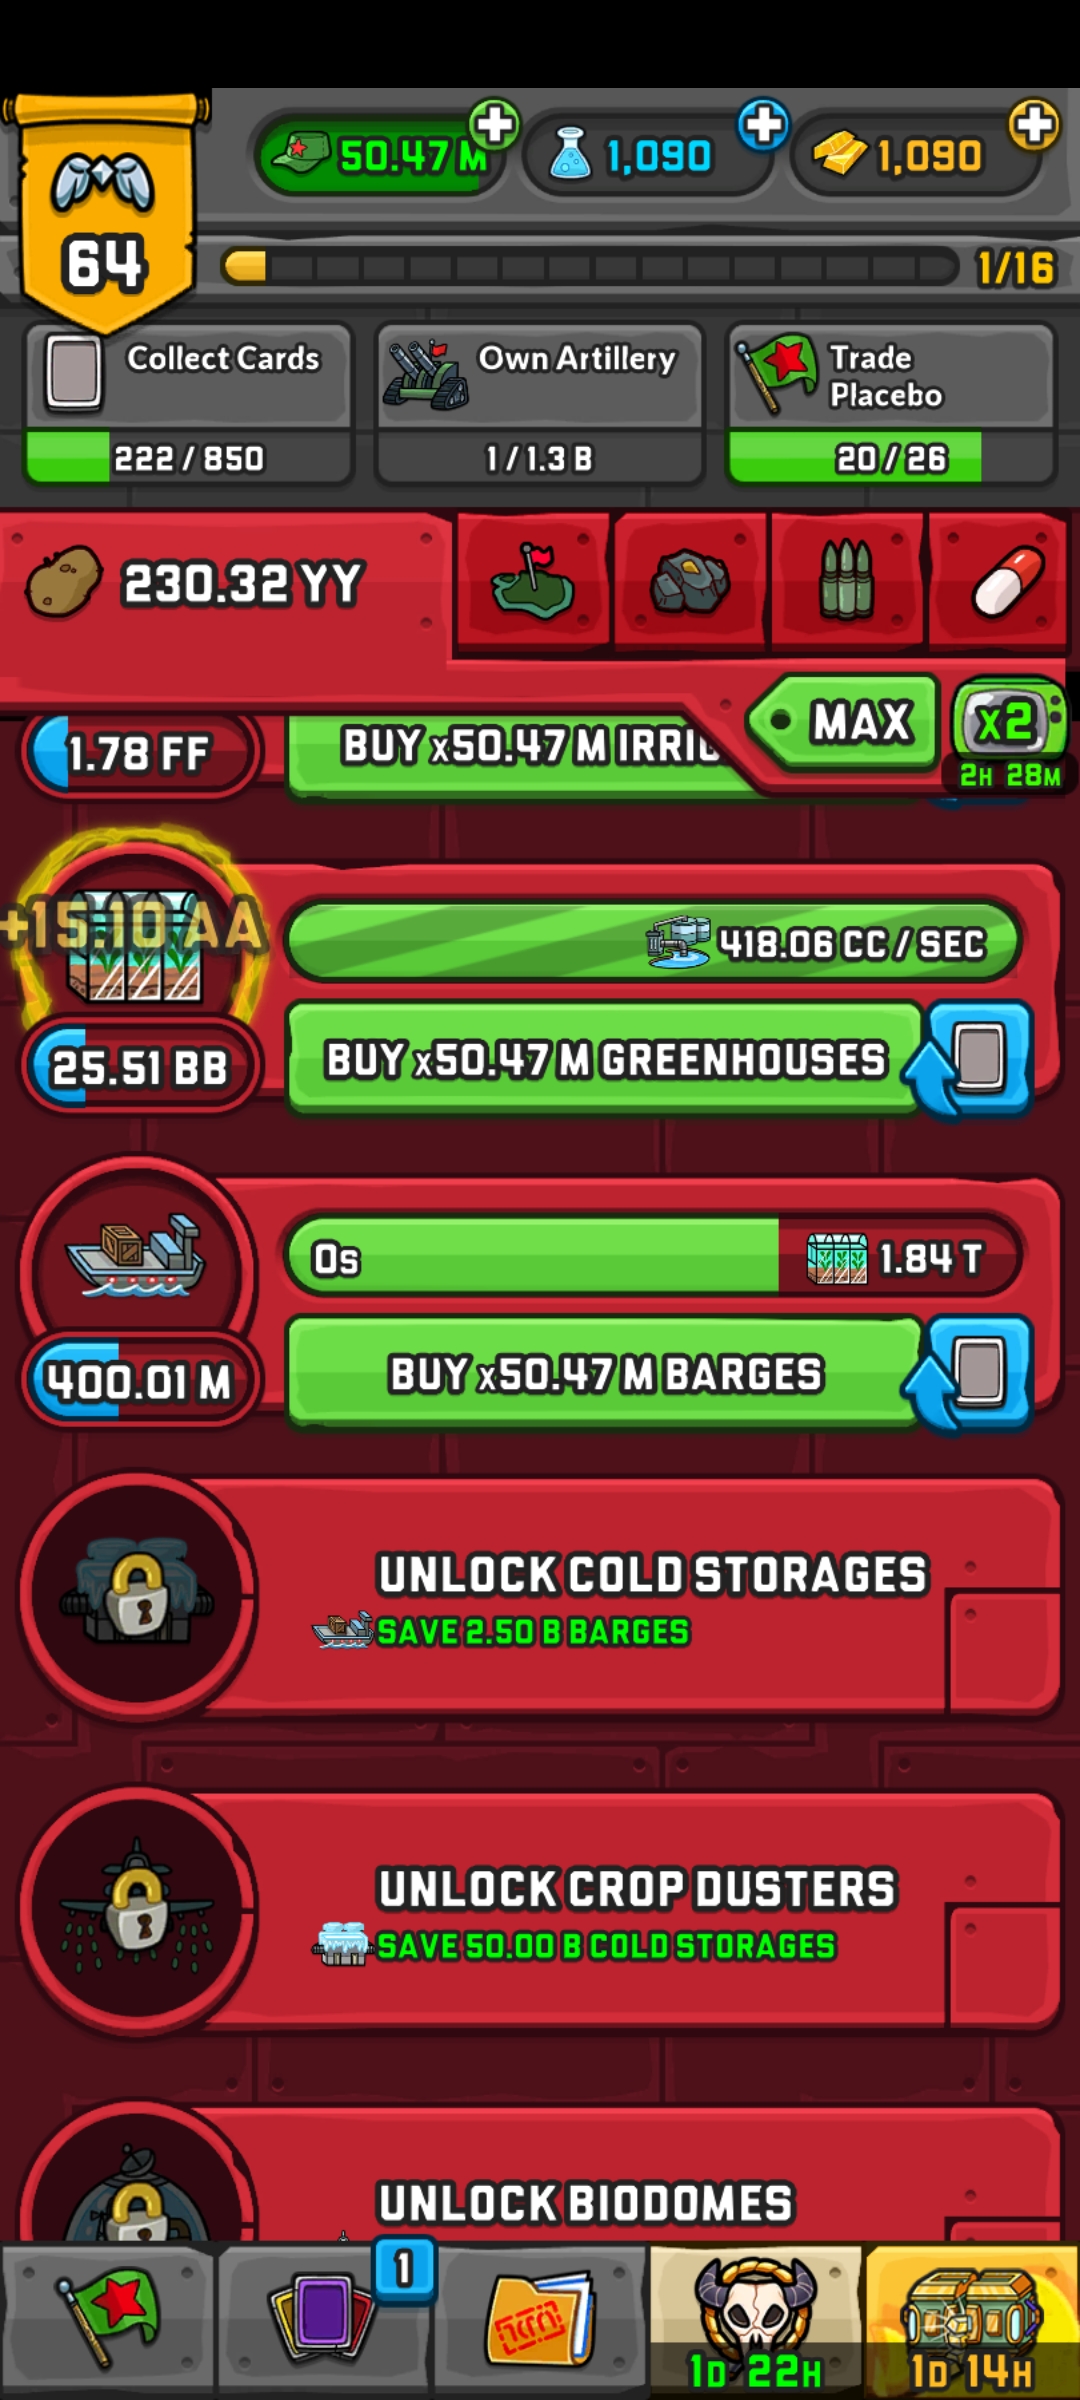 64
50.47 M
1,090
1,090
1/16
Collect Cards
222 / 850
Own Artillery
1 / 1.3 B
Trade
Placebo
20 / 26
230.32 YY
MAX
x2
2H 28M
1.78 FF
BUY x50.47 M IRRIG
+15.10 AA
418.06 CC / SEC
25.51 BB
BUY x50.47 M GREENHOUSES
0s
1.84 T
400.01 M
BUY x50.47 M BARGES
UNLOCK COLD STORAGES
SAVE 2.50 B BARGES
UNLOCK CROP DUSTERS
SAVE 50.00 B COLD STORAGES
UNLOCK BIODOMES
1
1D 22H
1D 14H